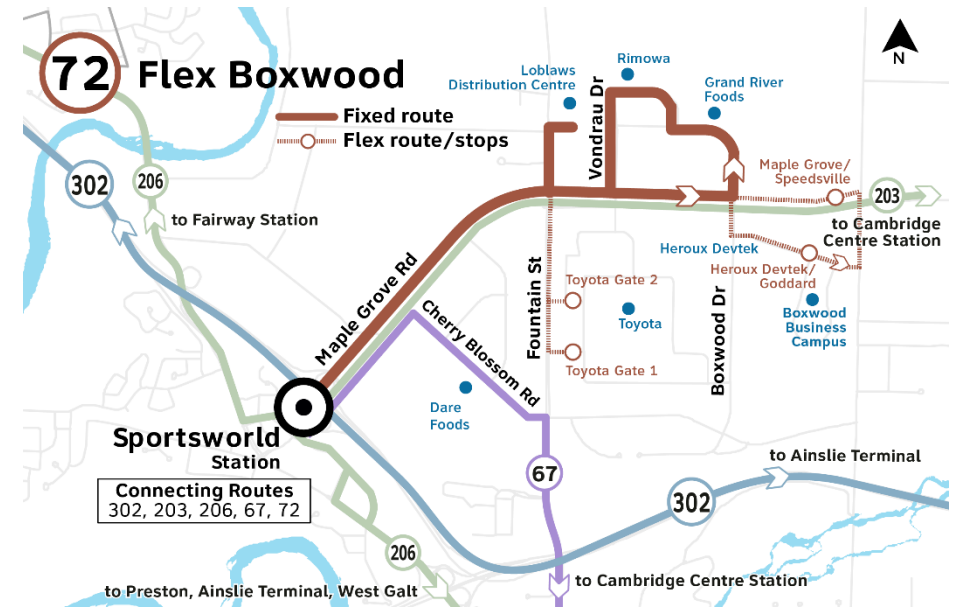 72 Flex Boxwood
Fixed route
Flex route/stops
Loblaws
Distribution Centre
Vondrau Dr
Rimowa
Grand River
Foods
N
302
206
to Fairway Station
Maple Grove/
Speedsville
203
to Cambridge
Centre Station
Maple Grove Rd
Cherry Blossom Rd
Fountain St
Toyota Gate 2
Toyota
Toyota Gate 1
Boxwood Dr
Heroux Devtek
Heroux Devtek/
Goddard
Boxwood
Business
Campus
Dare
Foods
Sportsworld
Station
Connecting Routes
302, 203, 206, 67, 72
67
302
to Ainslie Terminal
206
to Preston, Ainslie Terminal, West Galt
to Cambridge Centre Station